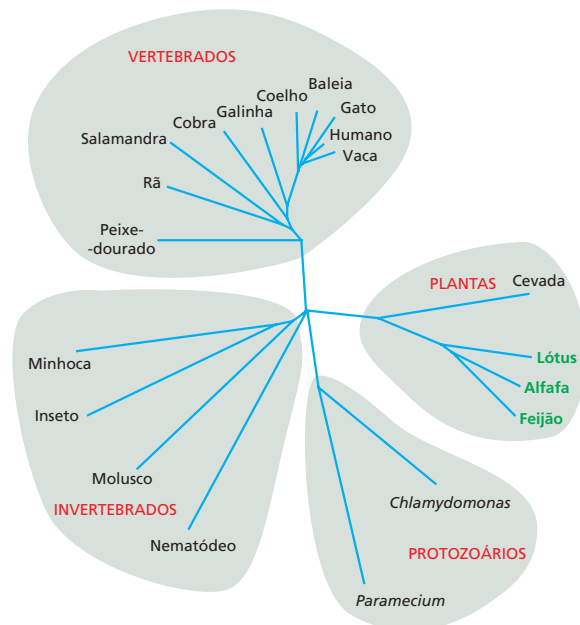 VERTEBRADOS
Baleia
Coelho
Gato
Galinha
Cobra
Humano
Salamandra
Vaca
Rã
Peixe-
-dourado
PLANTAS
Cevada
Lótus
Alfafa
Feijão
Minhoca
Inseto
Molusco
INVERTEBRADOS
Nematódeo
Chlamydomonas
PROTOZOÁRIOS
Paramecium